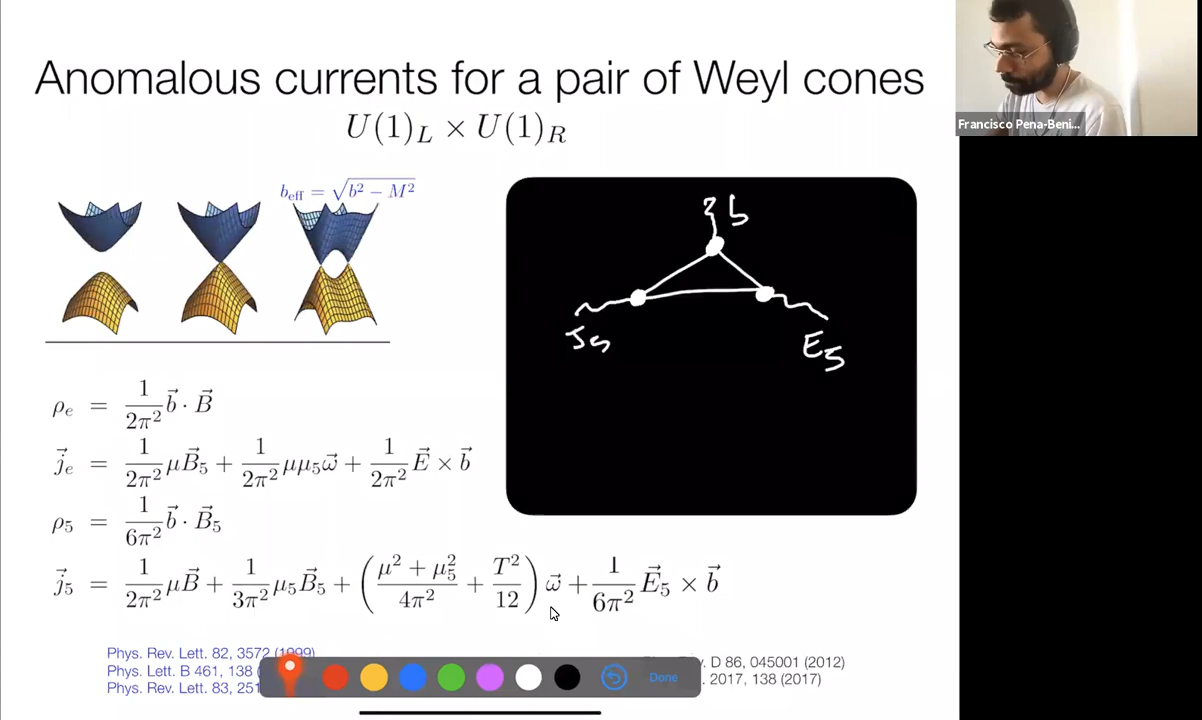 Anomalous currents for a pair of Weyl cones
U(1)_L × U(1)_R
Francisco Pena-Beni...
b_eff = √(b² − M²)
b
J5
E5
ρ_e = 1/(2π²) b⃗ · B⃗
j⃗_e = 1/(2π²) μB⃗_5 + 1/(2π²) μμ_5 ω⃗ + 1/(2π²) E⃗ × b⃗
ρ_5 = 1/(6π²) b⃗ · B⃗_5
j⃗_5 = 1/(2π²) μB⃗ + 1/(3π²) μ_5 B⃗_5 + ((μ² + μ_5²)/(4π²) + T²/12) ω⃗ + 1/(6π²) E⃗_5 × b⃗
Phys. Rev. Lett. 82, 3572 (1999)
Phys. Lett. B 461, 138 (
Phys. Rev. Lett. 83, 251
D 86, 045001 (2012)
. 2017, 138 (2017)
Done